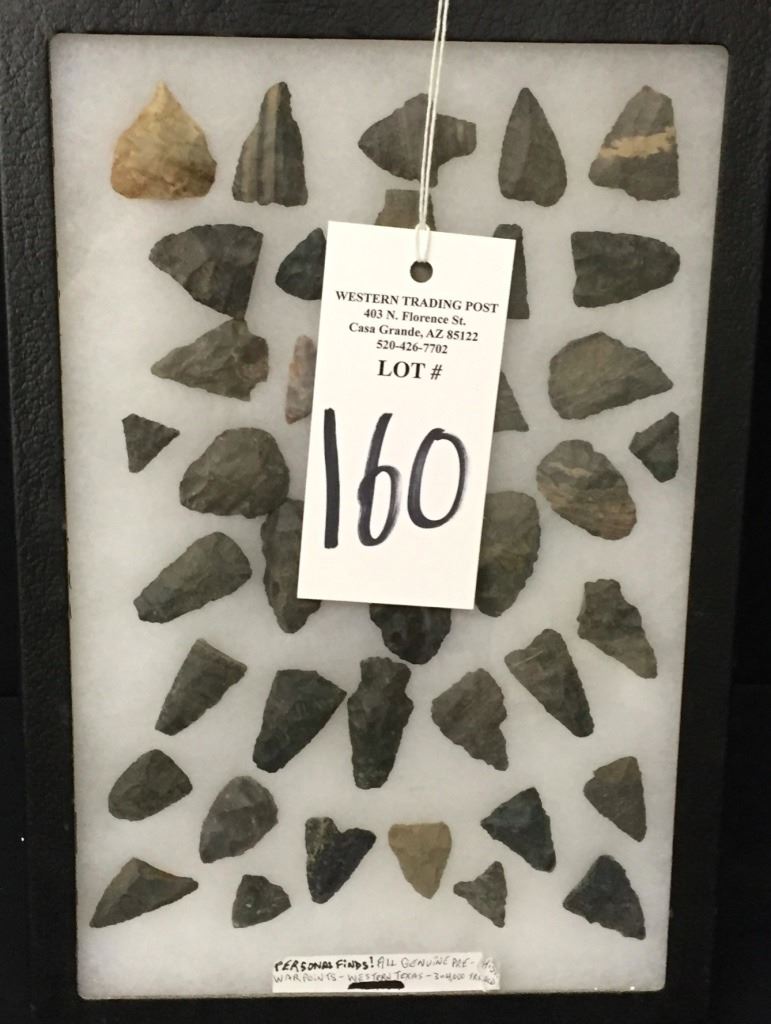 WESTERN TRADING POST
403 N. Florence St.
Casa Grande, AZ 85122
520-426-7702
LOT #
160
PERSONAL FINDS! ALL GENUINE PRE-
WAR POINTS - WESTERN TEXAS -